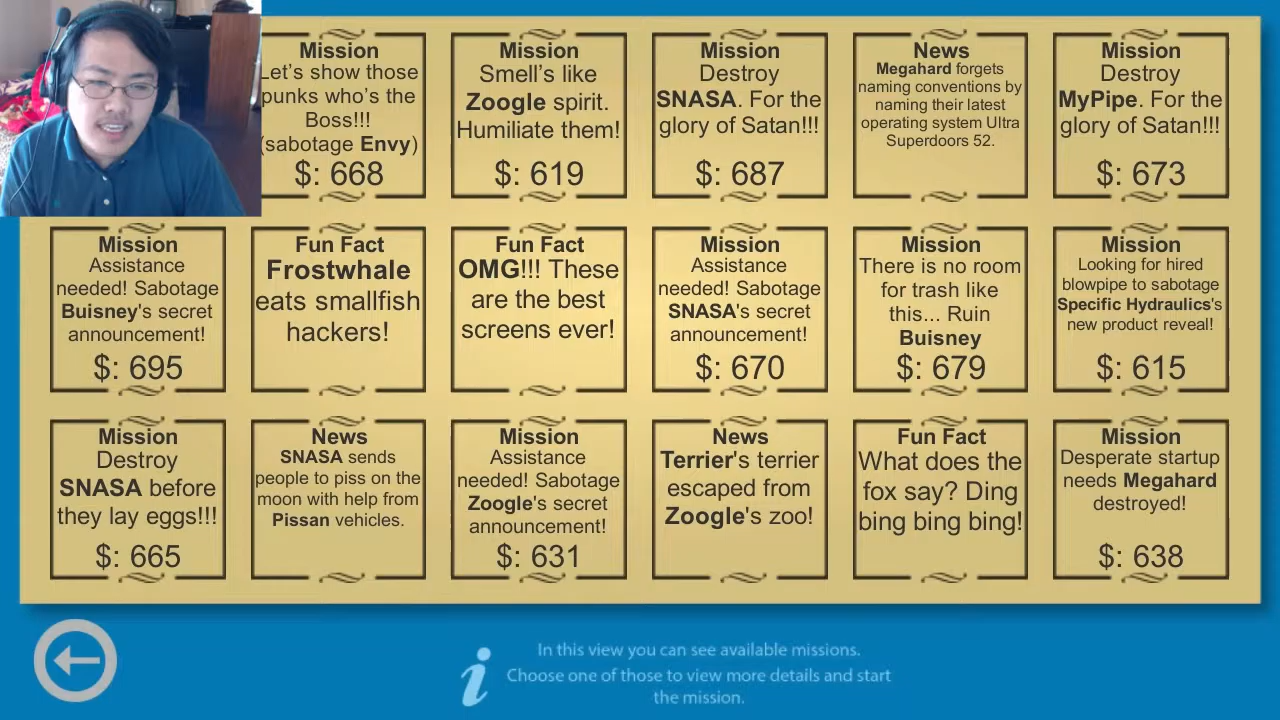 Mission
Let's show those
punks who's the
Boss!!!
(sabotage Envy)
$: 668
Mission
Smell's like
Zoogle spirit.
Humiliate them!
$: 619
Mission
Destroy
SNASA. For the
glory of Satan!!!
$: 687
News
Megahard forgets
naming conventions by
naming their latest
operating system Ultra
Superdoors 52.
Mission
Destroy
MyPipe. For the
glory of Satan!!!
$: 673
Mission
Assistance
needed! Sabotage
Buisney's secret
announcement!
$: 695
Fun Fact
Frostwhale
eats smallfish
hackers!
Fun Fact
OMG!!! These
are the best
screens ever!
Mission
Assistance
needed! Sabotage
SNASA's secret
announcement!
$: 670
Mission
There is no room
for trash like
this... Ruin
Buisney
$: 679
Mission
Looking for hired
blowpipe to sabotage
Specific Hydraulics's
new product reveal!
$: 615
Mission
Destroy
SNASA before
they lay eggs!!!
$: 665
News
SNASA sends
people to piss on the
moon with help from
Pissan vehicles.
Mission
Assistance
needed! Sabotage
Zoogle's secret
announcement!
$: 631
News
Terrier's terrier
escaped from
Zoogle's zoo!
Fun Fact
What does the
fox say? Ding
bing bing bing!
Mission
Desperate startup
needs Megahard
destroyed!
$: 638
In this view you can see available missions.
Choose one of those to view more details and start
the mission.